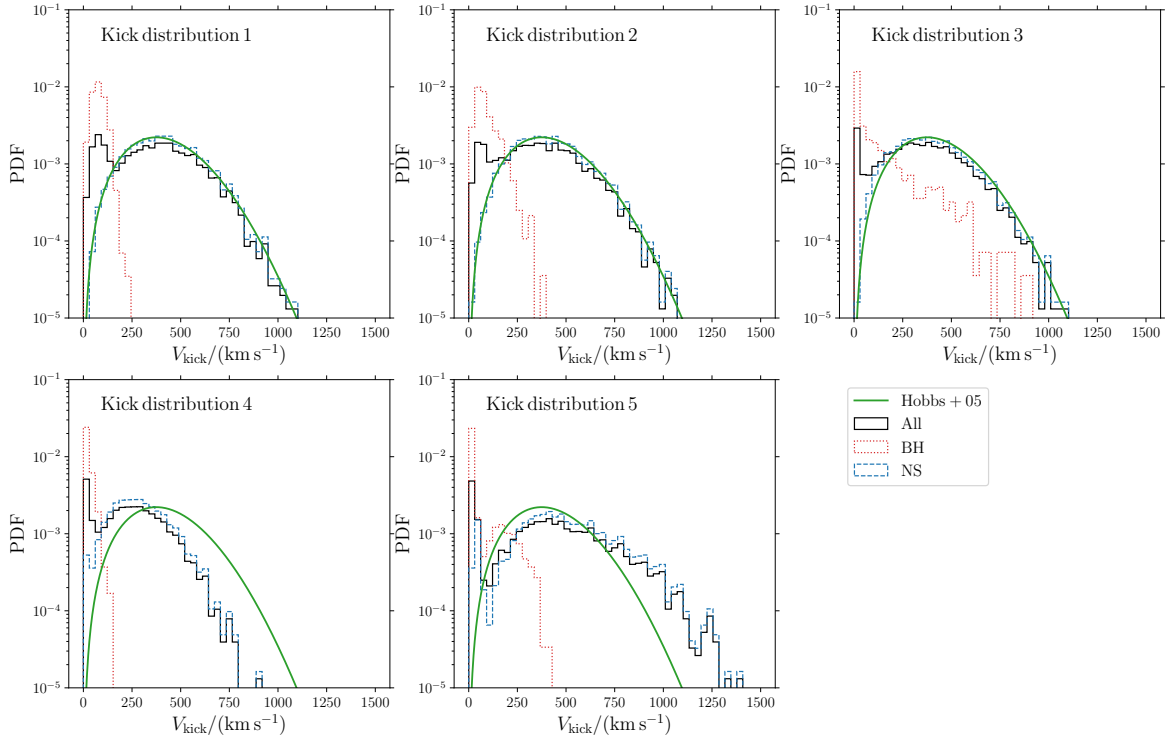 Kick distribution 1
PDF
10⁻¹
10⁻²
10⁻³
10⁻⁴
10⁻⁵
0 250 500 750 1000 1250 1500
V_kick/(km s⁻¹)
Kick distribution 2
PDF
10⁻¹
10⁻²
10⁻³
10⁻⁴
10⁻⁵
0 250 500 750 1000 1250 1500
V_kick/(km s⁻¹)
Kick distribution 3
PDF
10⁻¹
10⁻²
10⁻³
10⁻⁴
10⁻⁵
0 250 500 750 1000 1250 1500
V_kick/(km s⁻¹)
Kick distribution 4
PDF
10⁻¹
10⁻²
10⁻³
10⁻⁴
10⁻⁵
0 250 500 750 1000 1250 1500
V_kick/(km s⁻¹)
Kick distribution 5
PDF
10⁻¹
10⁻²
10⁻³
10⁻⁴
10⁻⁵
0 250 500 750 1000 1250 1500
V_kick/(km s⁻¹)
Hobbs + 05
All
BH
NS